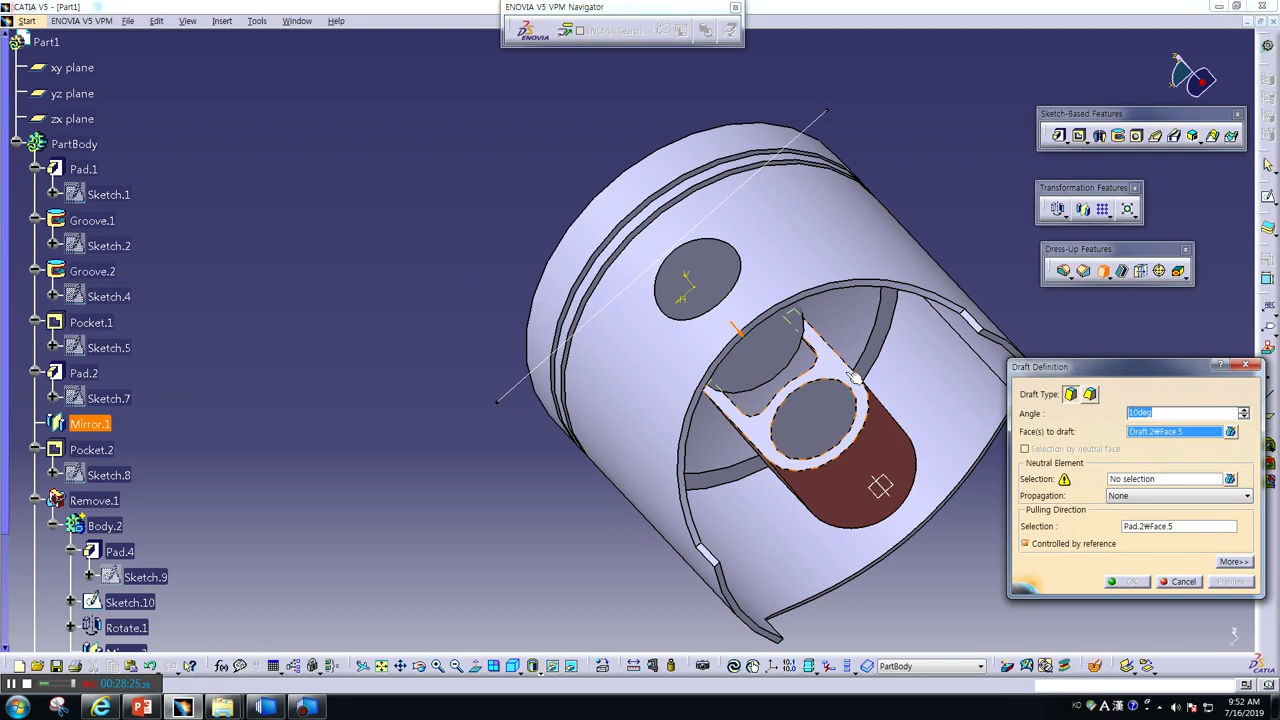 CATIA V5 - [Part1]
ENOVIA V5 VPM Navigator
Start ENOVIA V5 VPM File Edit View Insert Tools Window Help
ENOVIA Search...
Part1
xy plane
yz plane
zx plane
PartBody
Pad.1
Sketch.1
Groove.1
Sketch.2
Groove.2
Sketch.4
Pocket.1
Sketch.5
Pad.2
Sketch.7
Mirror.1
Pocket.2
Sketch.8
Remove.1
Body.2
Pad.4
Sketch.9
Sketch.10
Rotate.1
V
H
Sketch-Based Features
Transformation Features
Dress-Up Features
Draft Definition
Draft Type:
Angle : 10deg
Face(s) to draft: Draft.2₩Face.5
Selection by neutral face
Neutral Element
Selection: No selection
Propagation: None
Pulling Direction
Selection : Pad.2₩Face.5
Controlled by reference
More>>
OK Cancel Preview
PartBody
00:28:25.26
KO
9:52 AM
7/16/2019